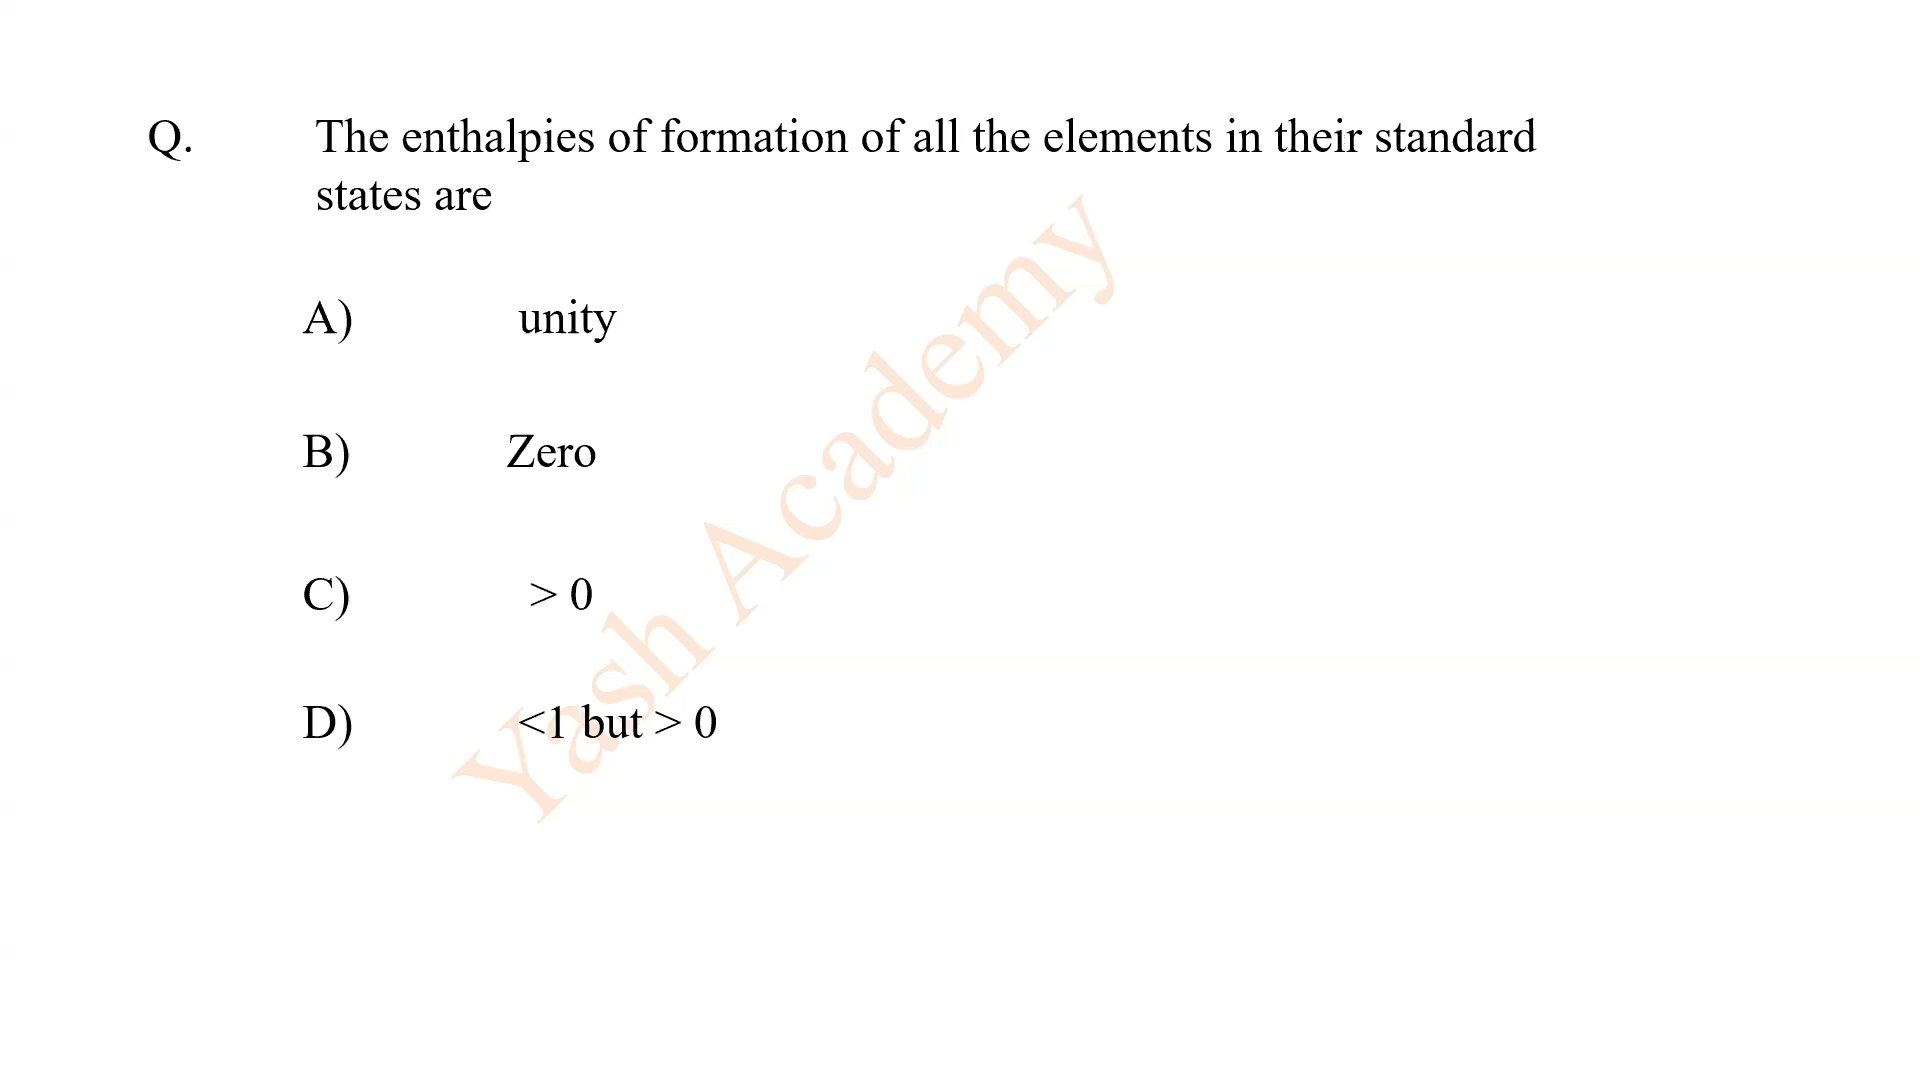 Q. The enthalpies of formation of all the elements in their standard
states are
A) unity
B) Zero
C) > 0
D) <1 but > 0
Yash Academy